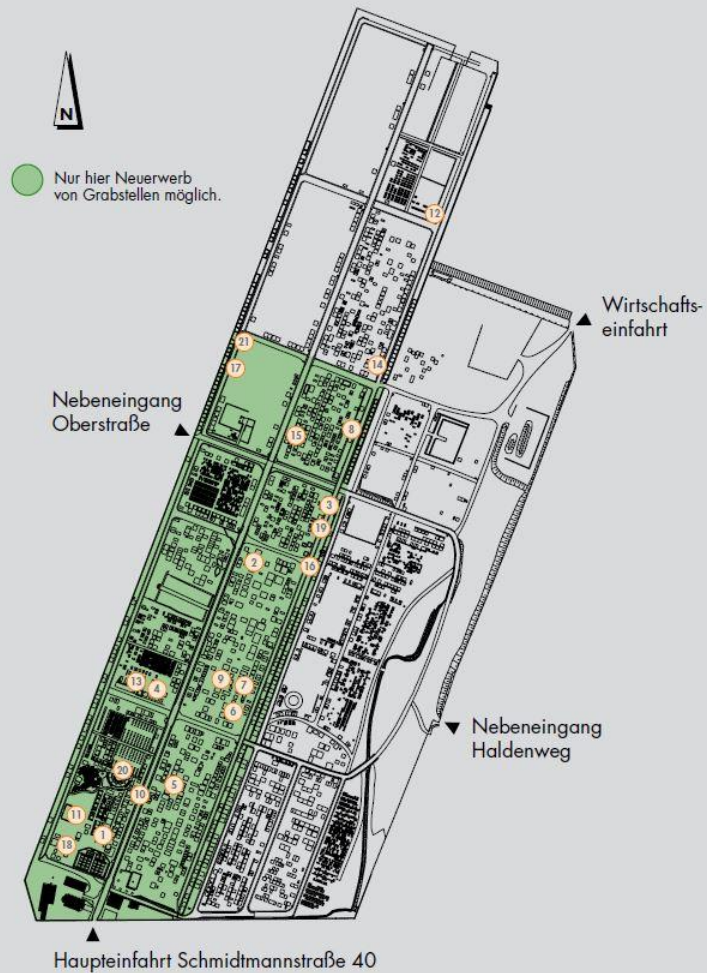 N
Nur hier Neuerwerb
von Grabstellen möglich.
12
Wirtschafts-
einfahrt
21
14
17
Nebeneingang
Oberstraße
15
8
3
19
2
16
13
4
9
7
6
Nebeneingang
Haldenweg
20
5
10
11
1
18
Haupteinfahrt Schmidtmannstraße 40